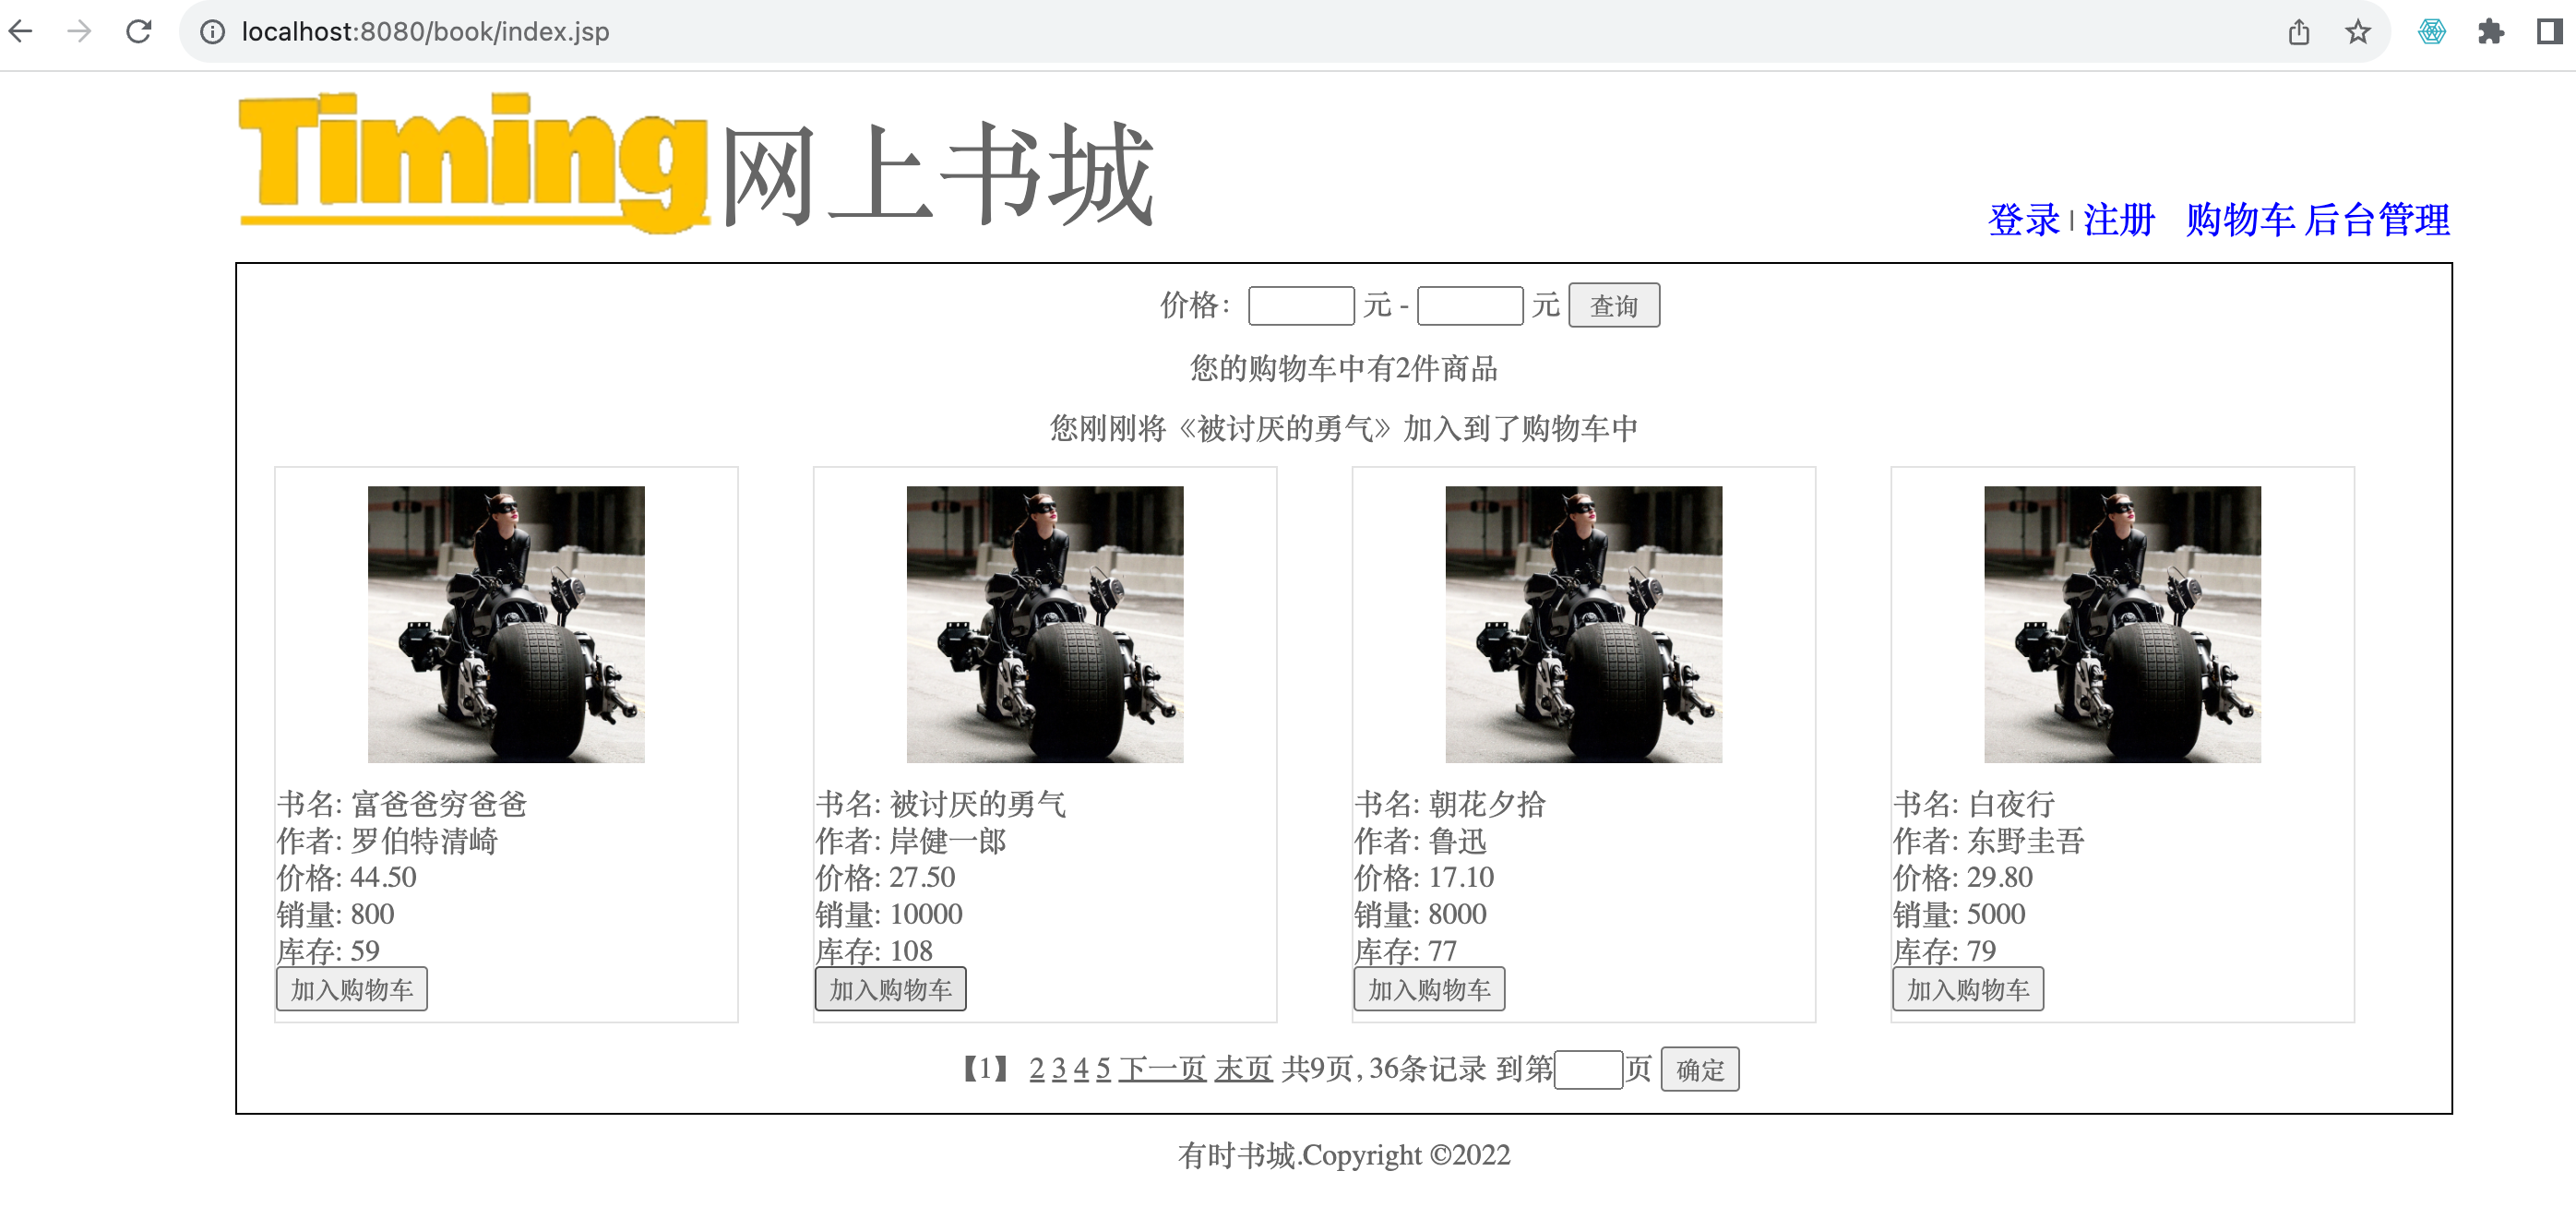 localhost:8080/book/index.jsp
Timing网上书城
登录 | 注册 购物车 后台管理
价格： 元 - 元 查询
您的购物车中有2件商品
您刚刚将《被讨厌的勇气》加入到了购物车中
书名: 富爸爸穷爸爸
作者: 罗伯特清崎
价格: 44.50
销量: 800
库存: 59
加入购物车
书名: 被讨厌的勇气
作者: 岸健一郎
价格: 27.50
销量: 10000
库存: 108
加入购物车
书名: 朝花夕拾
作者: 鲁迅
价格: 17.10
销量: 8000
库存: 77
加入购物车
书名: 白夜行
作者: 东野圭吾
价格: 29.80
销量: 5000
库存: 79
加入购物车
【1】 2 3 4 5 下一页 末页 共9页, 36条记录 到第 页 确定
有时书城.Copyright ©2022